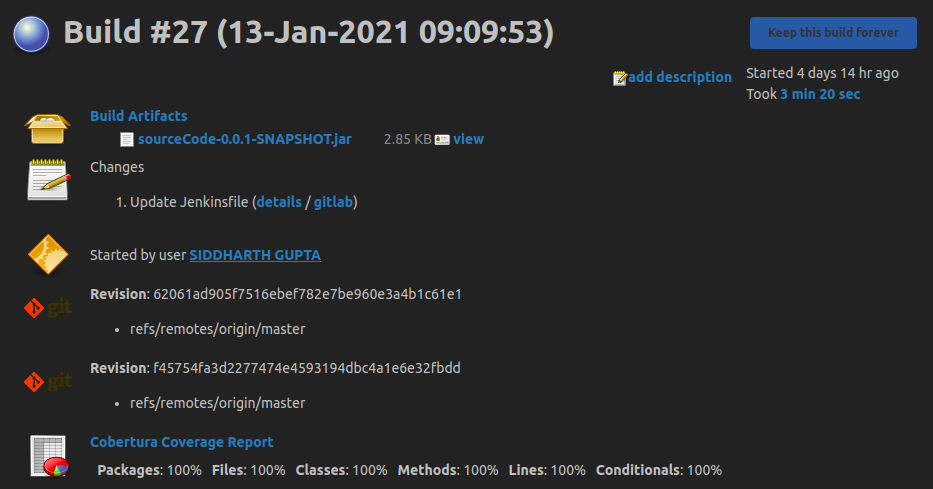 Build #27 (13-Jan-2021 09:09:53)
Keep this build forever
add description
Started 4 days 14 hr ago
Took 3 min 20 sec
Build Artifacts
sourceCode-0.0.1-SNAPSHOT.jar 2.85 KB view
Changes
1. Update Jenkinsfile (details / gitlab)
Started by user SIDDHARTH GUPTA
git
Revision: 62061ad905f7516ebef782e7be960e3a4b1c61e1
• refs/remotes/origin/master
git
Revision: f45754fa3d2277474e4593194dbc4a1e6e32fbdd
• refs/remotes/origin/master
Cobertura Coverage Report
Packages: 100% Files: 100% Classes: 100% Methods: 100% Lines: 100% Conditionals: 100%